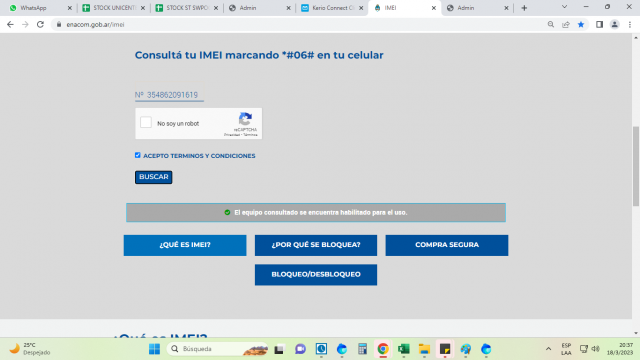 WhatsApp
STOCK UNICENT
STOCK ST SWPO
Admin
Kerio Connect Cl
IMEI
Admin
enacom.gob.ar/imei
Consultá tu IMEI marcando *#06# en tu celular
Nº 354862091619
No soy un robot
reCAPTCHA
Privacidad - Términos
ACEPTO TERMINOS Y CONDICIONES
BUSCAR
El equipo consultado se encuentra habilitado para el uso.
¿QUÉ ES IMEI?
¿POR QUÉ SE BLOQUEA?
COMPRA SEGURA
BLOQUEO/DESBLOQUEO
¿Qué es IMEI?
25°C
Despejado
Búsqueda
ESP
LAA
20:37
18/3/2023